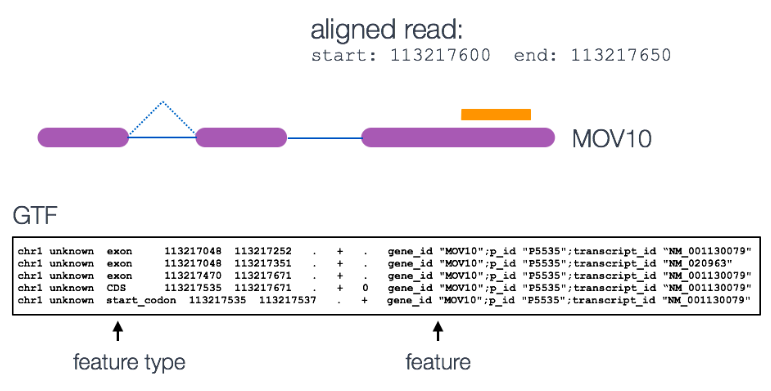 aligned read:
start: 113217600 end: 113217650
MOV10
GTF
chr1 unknown exon 113217048 113217252 . + . gene_id "MOV10";p_id "P5535";transcript_id "NM_001130079"
chr1 unknown exon 113217048 113217351 . + . gene_id "MOV10";p_id "P5535";transcript_id "NM_020963"
chr1 unknown exon 113217470 113217671 . + . gene_id "MOV10";p_id "P5535";transcript_id "NM_001130079"
chr1 unknown CDS 113217535 113217671 . + 0 gene_id "MOV10";p_id "P5535";transcript_id "NM_001130079"
chr1 unknown start_codon 113217535 113217537 . + gene_id "MOV10";p_id "P5535";transcript_id "NM_001130079"
feature type feature